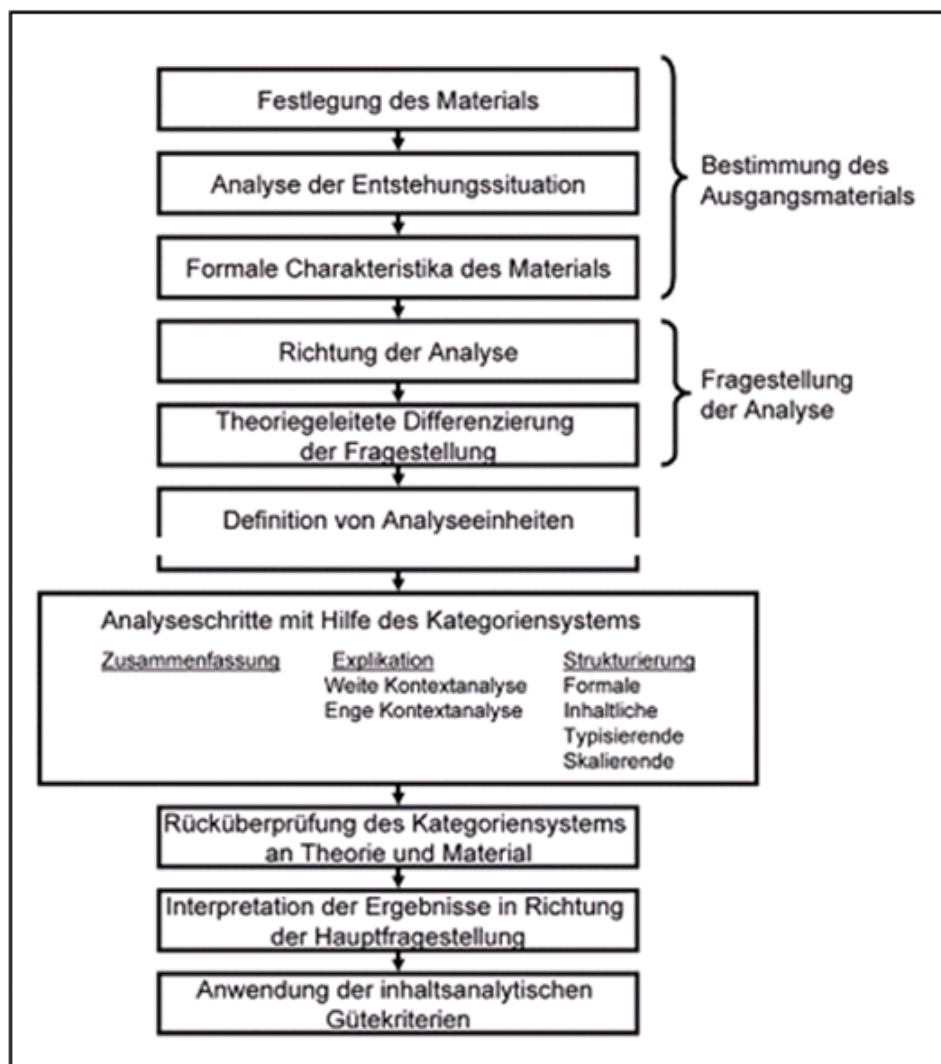 Festlegung des Materials
Analyse der Entstehungssituation
Formale Charakteristika des Materials
Bestimmung des
Ausgangsmaterials
Richtung der Analyse
Theoriegeleitete Differenzierung
der Fragestellung
Fragestellung
der Analyse
Definition von Analyseeinheiten
Analyseschritte mit Hilfe des Kategoriensystems
Zusammenfassung
Explikation
Weite Kontextanalyse
Enge Kontextanalyse
Strukturierung
Formale
Inhaltliche
Typisierende
Skalierende
Rücküberprüfung des Kategoriensystems
an Theorie und Material
Interpretation der Ergebnisse in Richtung
der Hauptfragestellung
Anwendung der inhaltsanalytischen
Gütekriterien